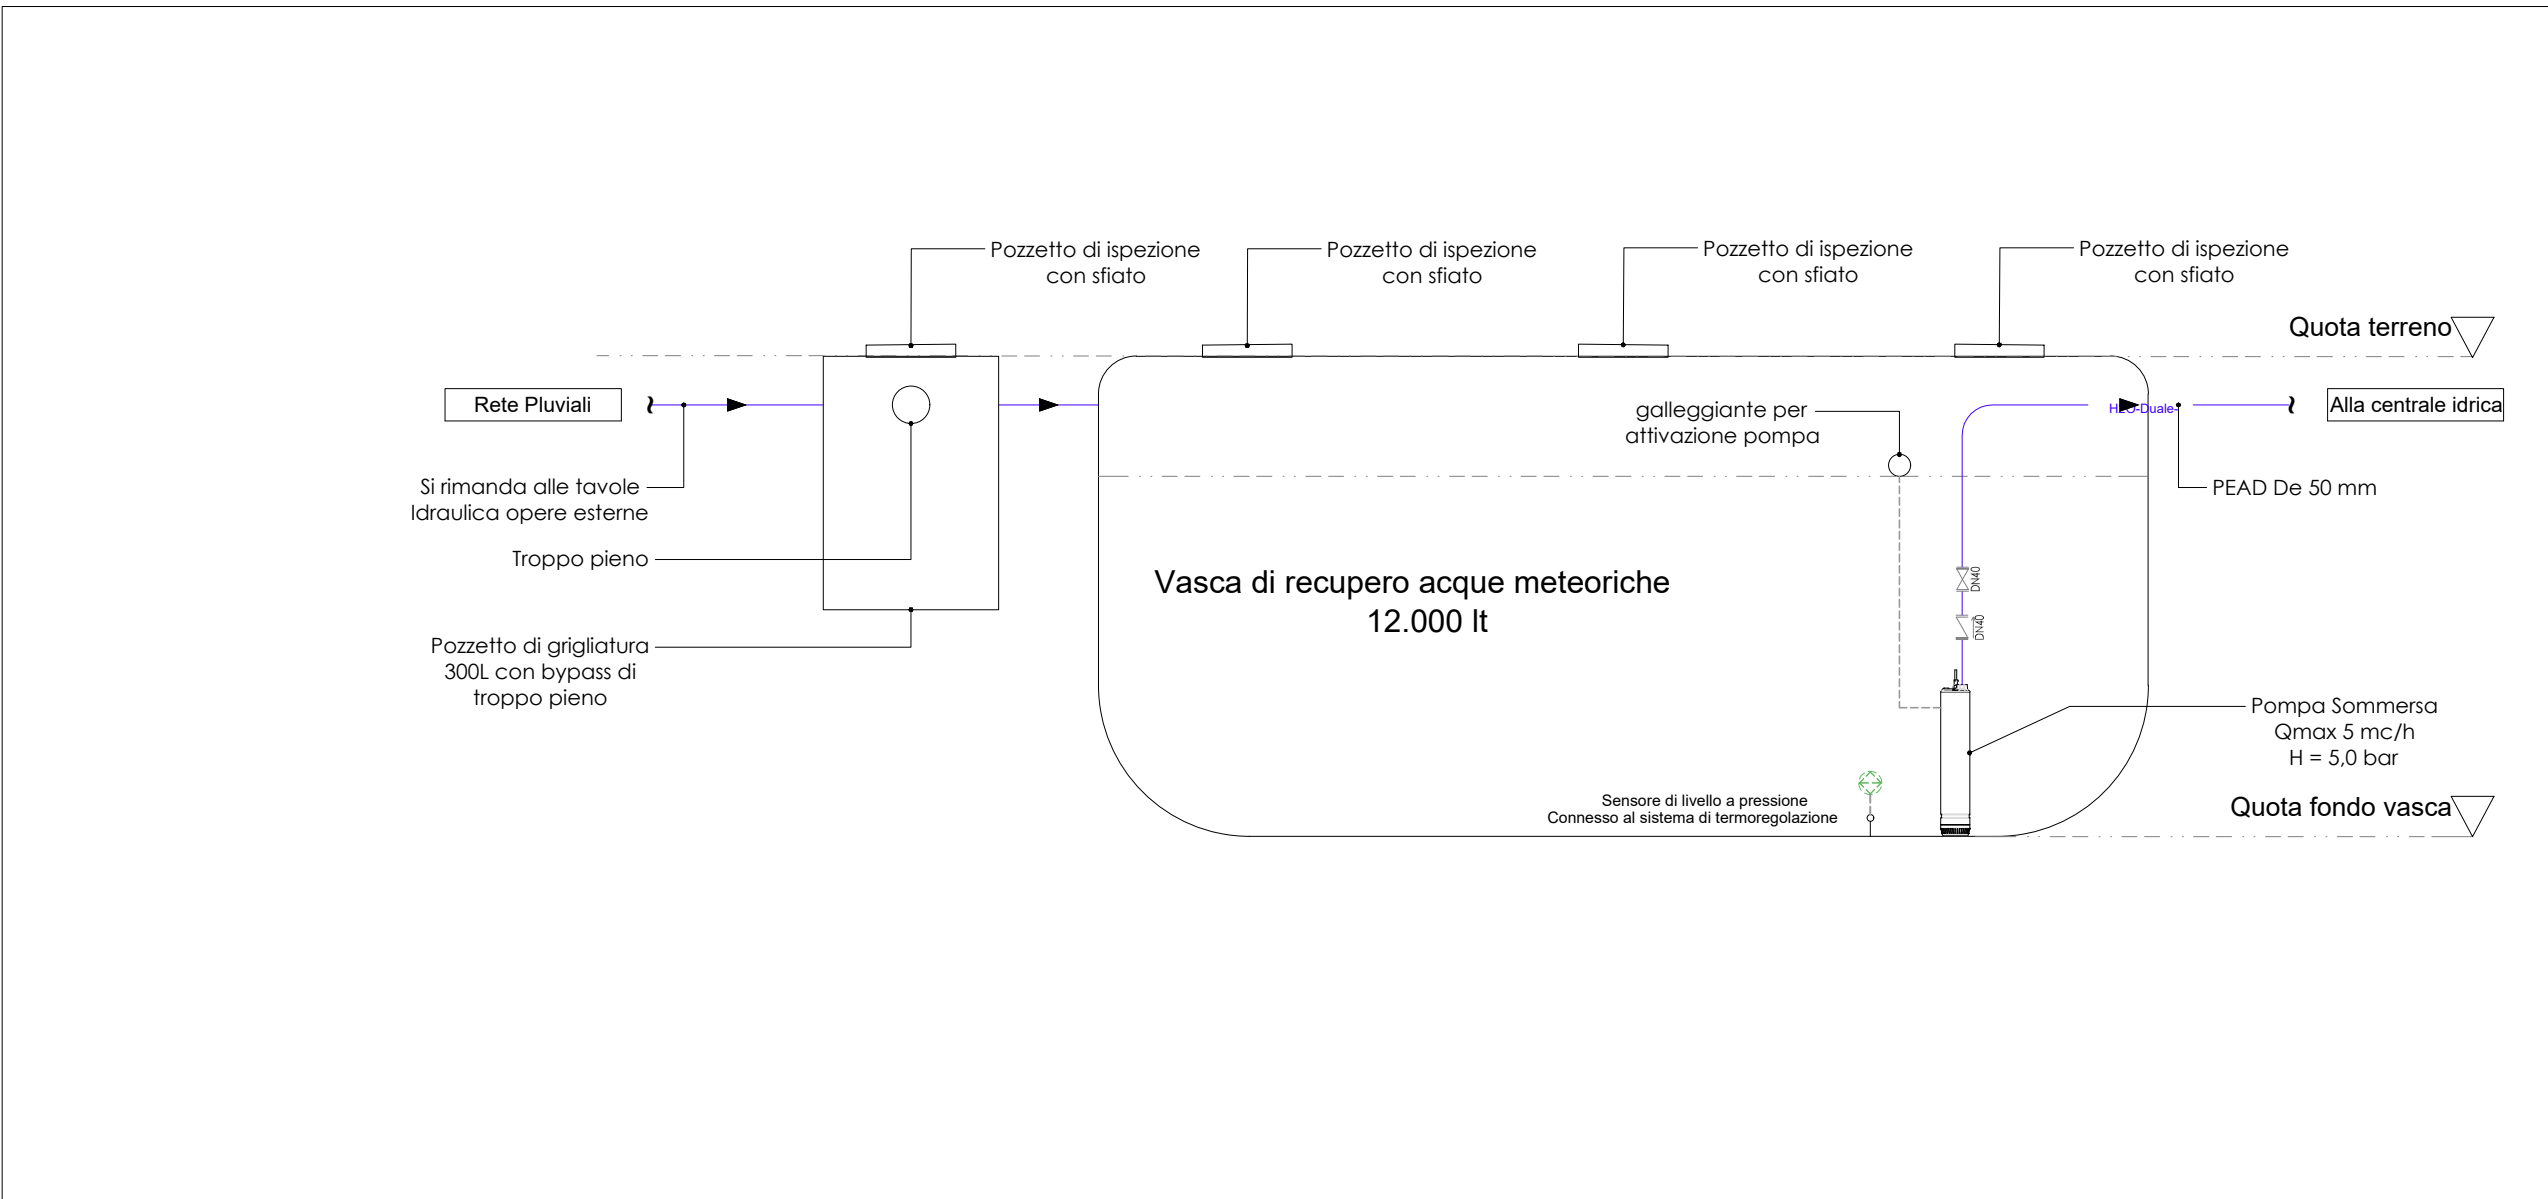 Pozzetto di ispezione
con sfiato
Pozzetto di ispezione
con sfiato
Pozzetto di ispezione
con sfiato
Pozzetto di ispezione
con sfiato
Quota terreno
Rete Pluviali
galleggiante per
attivazione pompa
H2O-Duale-
Alla centrale idrica
Si rimanda alle tavole
Idraulica opere esterne
PEAD De 50 mm
Troppo pieno
Vasca di recupero acque meteoriche
12.000 lt
DN40
DN40
Pozzetto di grigliatura
300L con bypass di
troppo pieno
Pompa Sommersa
Qmax 5 mc/h
H = 5,0 bar
Sensore di livello a pressione
Connesso al sistema di termoregolazione
Quota fondo vasca